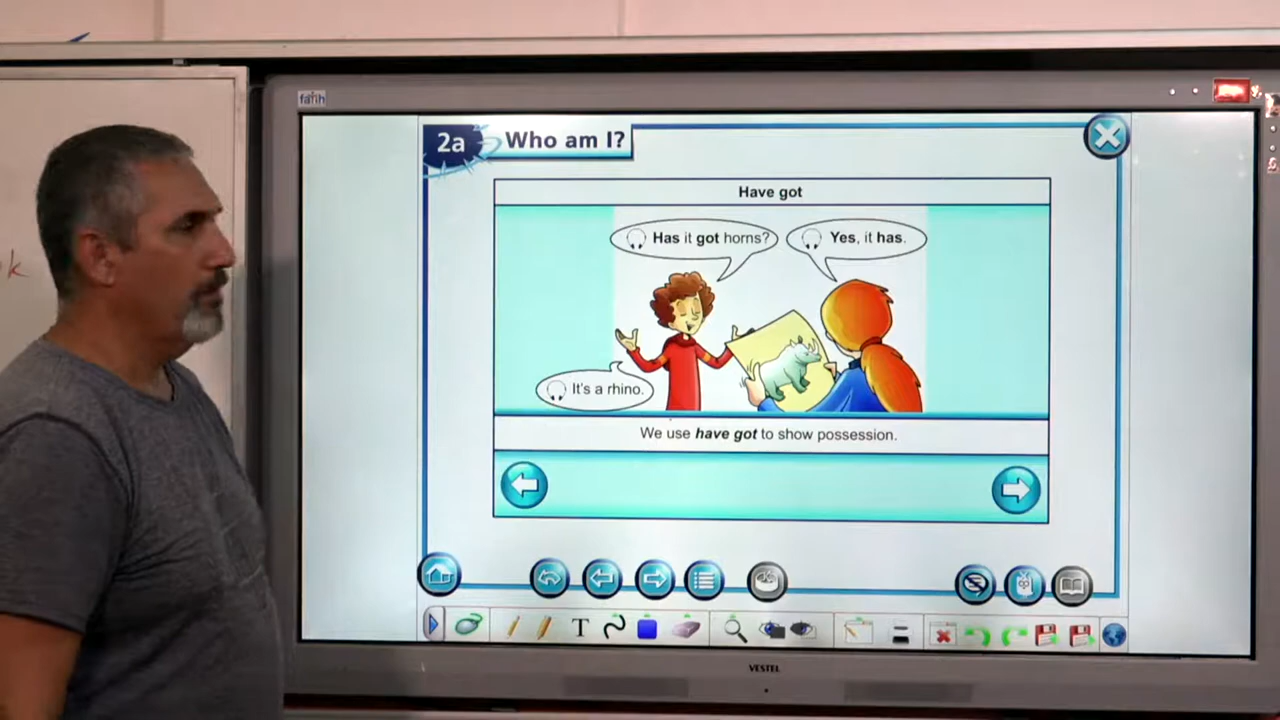 fatih
2a Who am I?
Have got
Has it got horns?
Yes, it has.
It's a rhino.
We use have got to show possession.
T
VESTEL